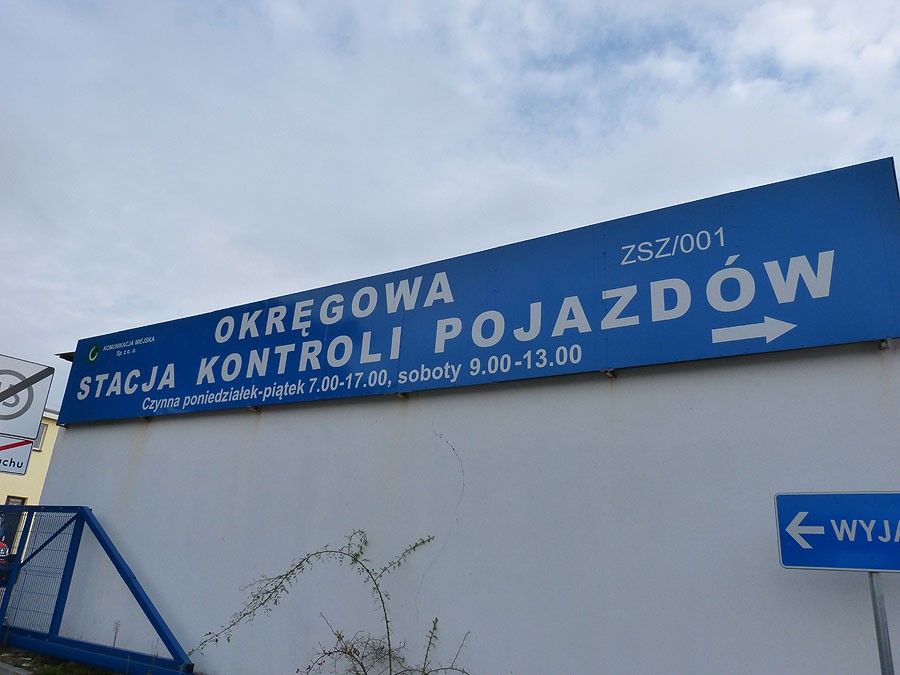 KOMUNIKACJA MIEJSKA
Sp. z o. o.
OKRĘGOWA
ZSZ/001
STACJA KONTROLI POJAZDÓW
Czynna poniedziałek-piątek 7.00-17.00, soboty 9.00-13.00